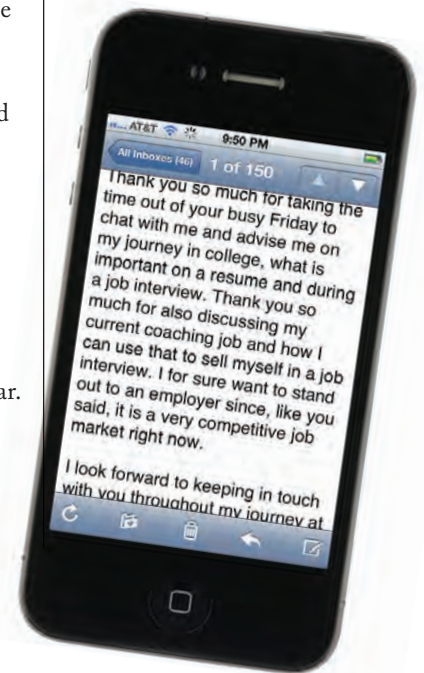 e
d
ar.
AT&T 9:50 PM
All Inboxes (46) 1 of 150
Thank you so much for taking the
time out of your busy Friday to
chat with me and advise me on
my journey in college, what is
important on a resume and during
a job interview. Thank you so
much for also discussing my
current coaching job and how I
can use that to sell myself in a job
interview. I for sure want to stand
out to an employer since, like you
said, it is a very competitive job
market right now.
I look forward to keeping in touch
with you throughout my journey at